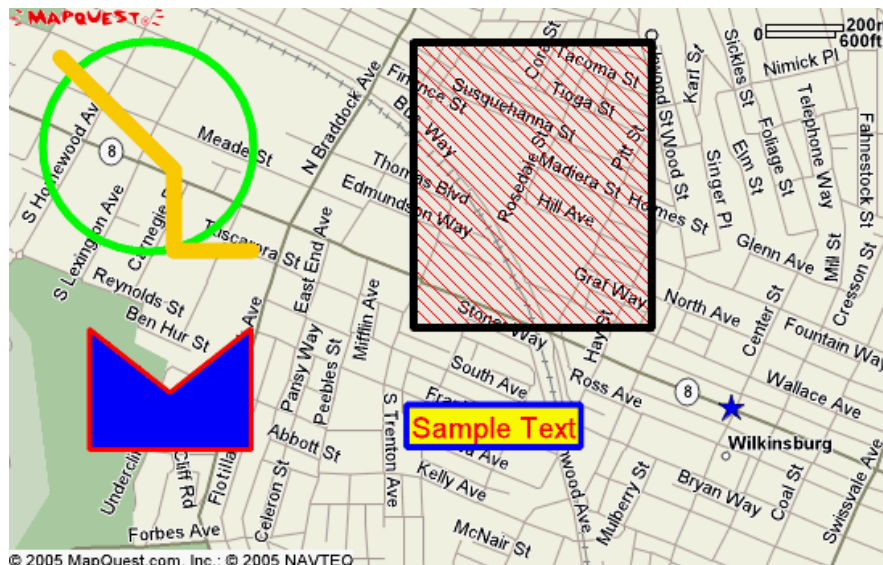 MAPQUEST
200m
600ft
Nimick Pl
Sickles St
Karl St
Cora St
Tacoma St
Tioga St
Finance St
Susquehanna St
N Braddock Ave
S Homewood Av
8
Meade St
Way
Thomas Blvd
Edmundson Way
Rosedale St
Pitt St
Madiera St
Hill Ave
Holmes St
Wood St
Singer Pl
Elm St
Foliage St
Telephone Way
Fahnestock St
S Lexington Ave
Tuscarora St
East End Ave
Glenn Ave
Mill St
Cresson St
Reynolds St
Ben Hur St
Ave
Mifflin Ave
Graf Way
North Ave
Center St
Fountain Way
Hay St
Pansy Way
Peebles St
South Ave
Ross Ave
8
Wallace Ave
S Trenton Ave
Sample Text
Wilkinsburg
Abbott St
Kelly Ave
Mulberry St
Bryan Way
Coal St
Swissvale Ave
Cliff Rd
Flotilla
Celeron St
Forbes Ave
McNair St
© 2005 MapQuest.com, Inc.; © 2005 NAVTEQ